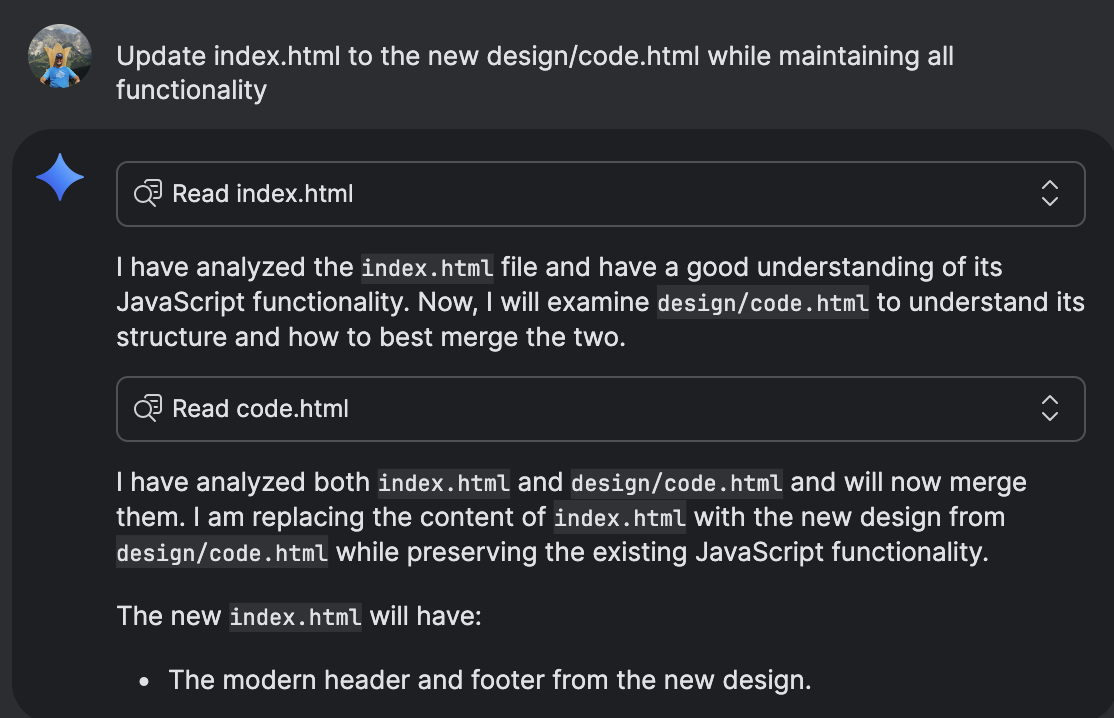 Update index.html to the new design/code.html while maintaining all
functionality
Read index.html
I have analyzed the index.html file and have a good understanding of its
JavaScript functionality. Now, I will examine design/code.html to understand its
structure and how to best merge the two.
Read code.html
I have analyzed both index.html and design/code.html and will now merge
them. I am replacing the content of index.html with the new design from
design/code.html while preserving the existing JavaScript functionality.
The new index.html will have:
• The modern header and footer from the new design.